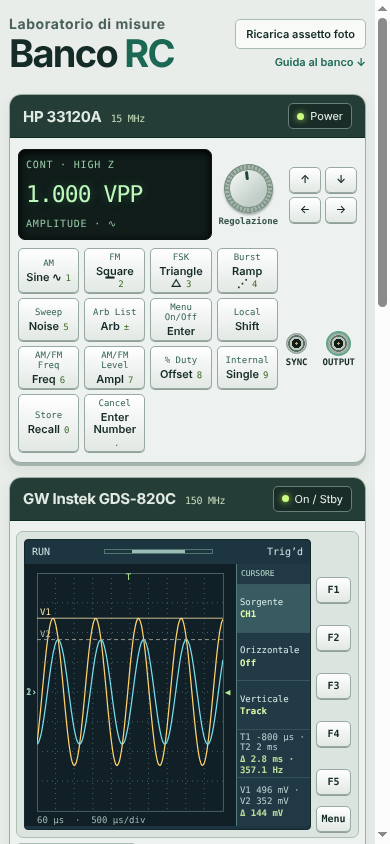 Laboratorio di misure
Banco RC
Ricarica assetto foto
Guida al banco ↓
HP 33120A 15 MHz
Power
CONT · HIGH Z
1.000 VPP
AMPLITUDE · ∿
Regolazione
↑ ↓
← →
AM
Sine ∿ 1
FM
Square
2
FSK
Triangle
△ 3
Burst
Ramp
⋰ 4
Sweep
Noise 5
Arb List
Arb ±
Menu
On/Off
Enter
Local
Shift
AM/FM
Freq
Freq 6
AM/FM
Level
Ampl 7
% Duty
Offset 8
Internal
Single 9
SYNC
OUTPUT
Store
Recall 0
Cancel
Enter
Number
.
GW Instek GDS-820C 150 MHz
On / Stby
RUN
Trig'd
T
V1
V2
CURSORE
Sorgente
CH1
Orizzontale
Off
Verticale
Track
T1 -800 µs ·
T2 2 ms
Δ 2.8 ms ·
357.1 Hz
V1 496 mV ·
V2 352 mV
Δ 144 mV
60 µs · 500 µs/div
F1
F2
F3
F4
F5
Menu